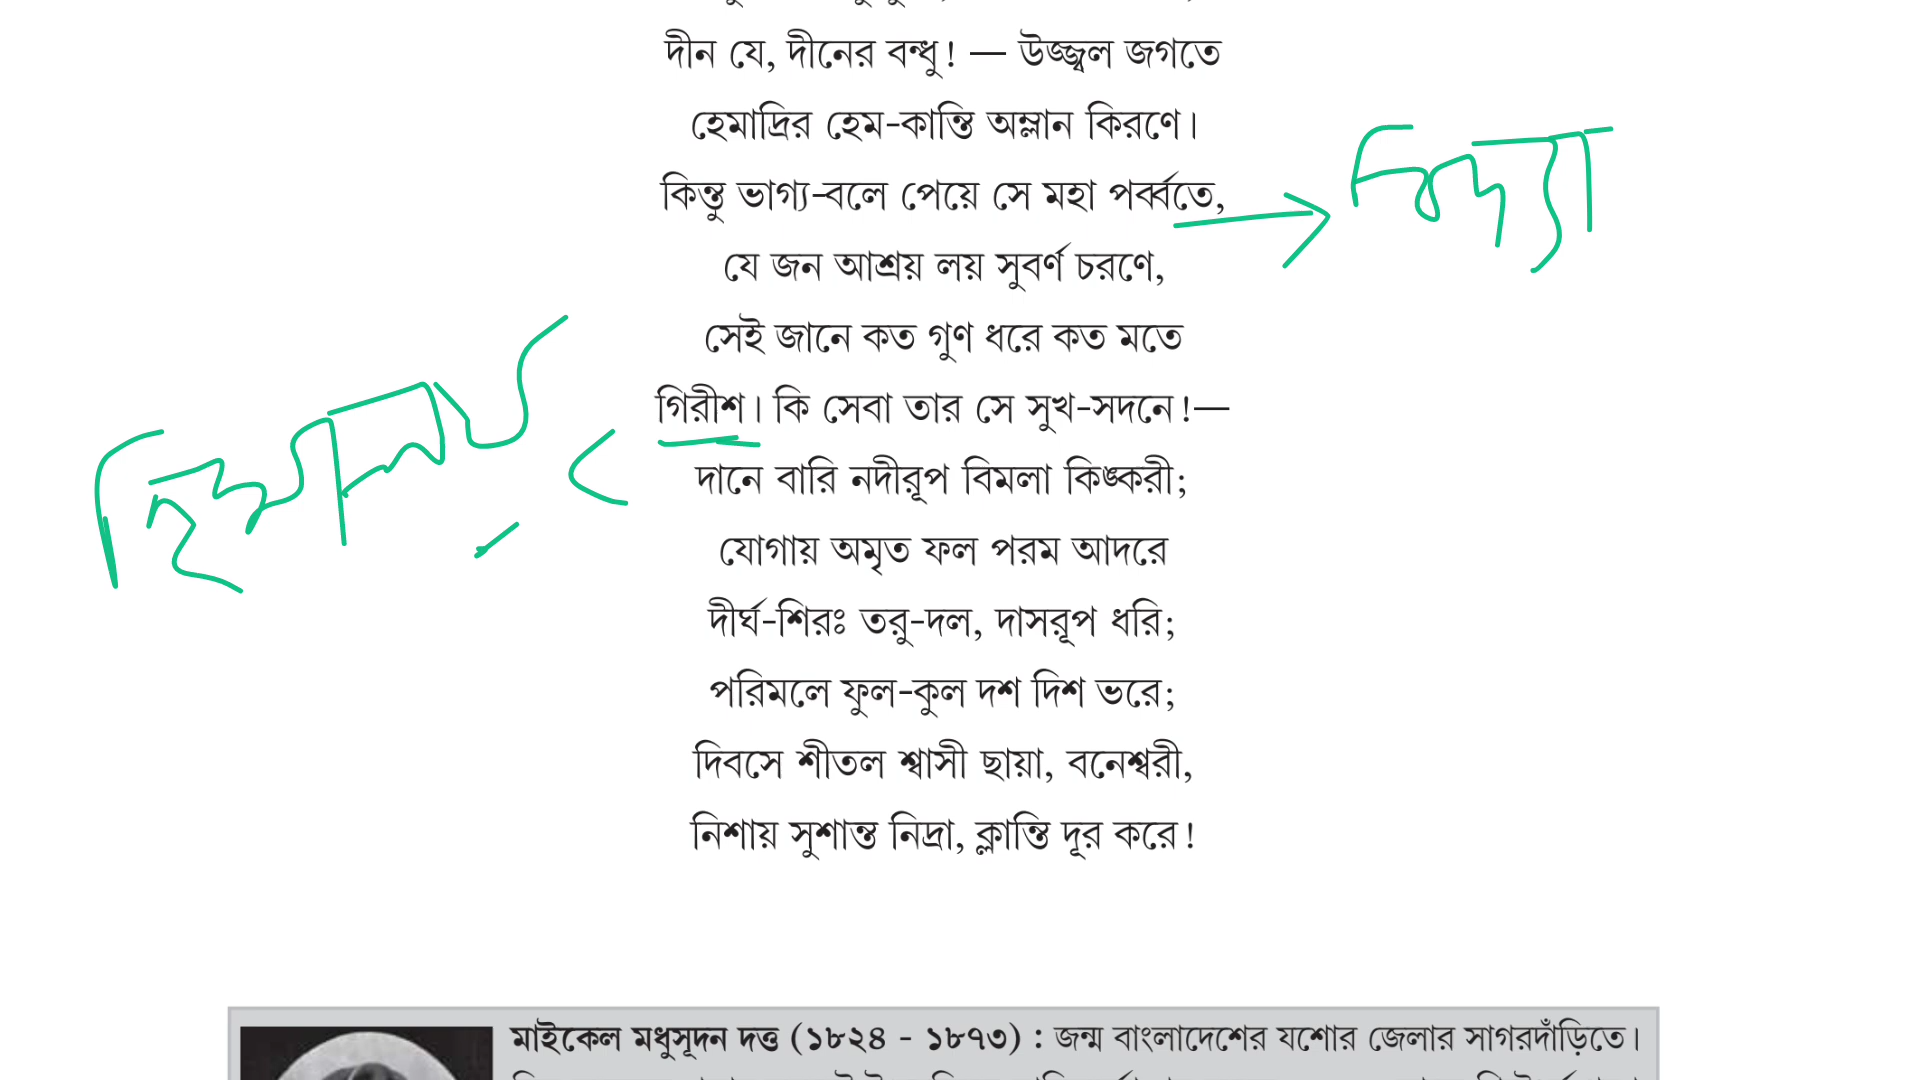 দীন যে, দীনের বন্ধু! — উজ্জ্বল জগতে
হেমাদ্রির হেম-কান্তি অম্লান কিরণে।
কিন্তু ভাগ্য-বলে পেয়ে সে মহা পর্ব্বতে,
বিদ্যা
যে জন আশ্রয় লয় সুবর্ণ চরণে,
সেই জানে কত গুণ ধরে কত মতে
গিরীশ। কি সেবা তার সে সুখ-সদনে!—
হিমালয়
দানে বারি নদীরূপ বিমলা কিঙ্করী;
যোগায় অমৃত ফল পরম আদরে
দীর্ঘ-শিরঃ তরু-দল, দাসরূপ ধরি;
পরিমলে ফুল-কুল দশ দিশ ভরে;
দিবসে শীতল শ্বাসী ছায়া, বনেশ্বরী,
নিশায় সুশান্ত নিদ্রা, ক্লান্তি দূর করে!
মাইকেল মধুসূদন দত্ত (১৮২৪ - ১৮৭৩) : জন্ম বাংলাদেশের যশোর জেলার সাগরদাঁড়িতে।